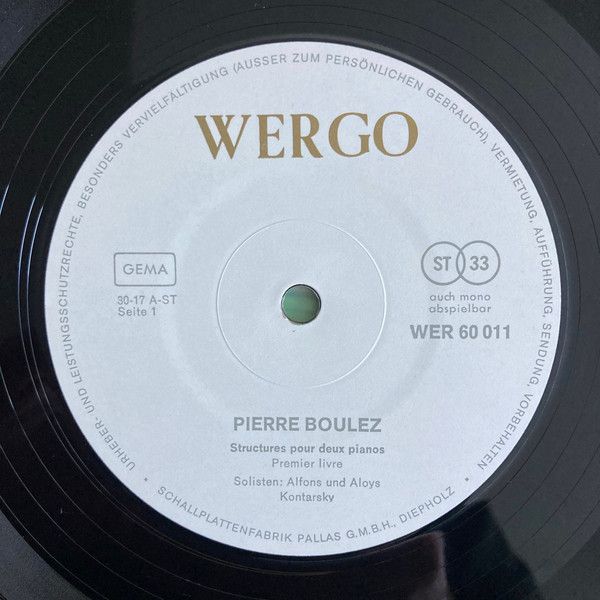 URHEBER- UND LEISTUNGSSCHUTZRECHTE, BESONDERS VERVIELFÄLTIGUNG (AUSSER ZUM PERSÖNLICHEN GEBRAUCH), VERMIETUNG, AUFFÜHRUNG, SENDUNG, VORBEHALTEN
WERGO
GEMA
30-17 A-ST
Seite 1
ST 33
auch mono
abspielbar
WER 60 011
PIERRE BOULEZ
Structures pour deux pianos
Premier livre
Solisten: Alfons und Aloys
Kontarsky
• SCHALLPLATTENFABRIK PALLAS G.M.B.H., DIEPHOLZ •